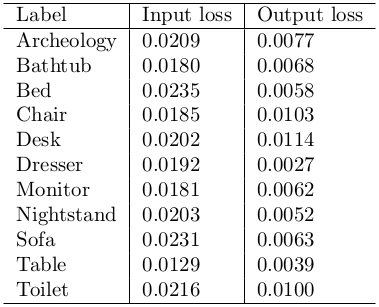 Label Input loss Output loss
Archeology 0.0209 0.0077
Bathtub 0.0180 0.0068
Bed 0.0235 0.0058
Chair 0.0185 0.0103
Desk 0.0202 0.0114
Dresser 0.0192 0.0027
Monitor 0.0181 0.0062
Nightstand 0.0203 0.0052
Sofa 0.0231 0.0063
Table 0.0129 0.0039
Toilet 0.0216 0.0100